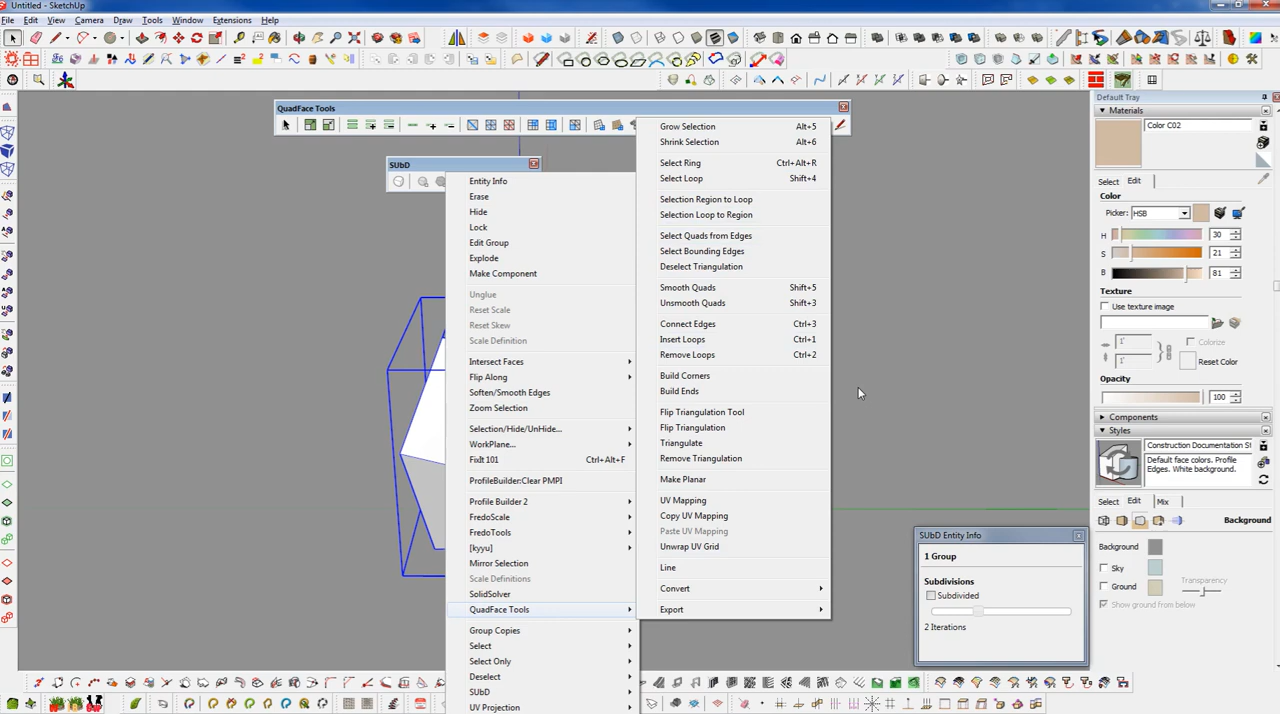 Untitled - SketchUp
File Edit View Camera Draw Tools Window Extensions Help
QuadFace Tools
SUbD
Entity Info
Erase
Hide
Lock
Edit Group
Explode
Make Component
Unglue
Reset Scale
Reset Skew
Scale Definition
Intersect Faces
Flip Along
Soften/Smooth Edges
Zoom Selection
Selection/Hide/UnHide...
WorkPlane...
FixIt 101 Ctrl+Alt+F
ProfileBuilder:Clear PMPI
Profile Builder 2
FredoScale
FredoTools
[kyyu]
Mirror Selection
Scale Definitions
SolidSolver
QuadFace Tools
Group Copies
Select
Select Only
Deselect
SUbD
UV Projection
Grow Selection Alt+5
Shrink Selection Alt+6
Select Ring Ctrl+Alt+R
Select Loop Shift+4
Selection Region to Loop
Selection Loop to Region
Select Quads from Edges
Select Bounding Edges
Deselect Triangulation
Smooth Quads Shift+5
Unsmooth Quads Shift+3
Connect Edges Ctrl+3
Insert Loops Ctrl+1
Remove Loops Ctrl+2
Build Corners
Build Ends
Flip Triangulation Tool
Flip Triangulation
Triangulate
Remove Triangulation
Make Planar
UV Mapping
Copy UV Mapping
Paste UV Mapping
Unwrap UV Grid
Line
Convert
Export
Default Tray
Materials
Color C02
Select Edit
Color
Picker: HSB
H 30
S 21
B 81
Texture
Use texture image
1'
Colorize
1'
Reset Color
Opacity
100
Components
Styles
Construction Documentation St
Default face colors. Profile
Edges. White background.
Select Edit Mix
Background
Background
Sky
Ground
Transparency
Show ground from below
SUbD Entity Info
1 Group
Subdivisions
Subdivided
2 Iterations